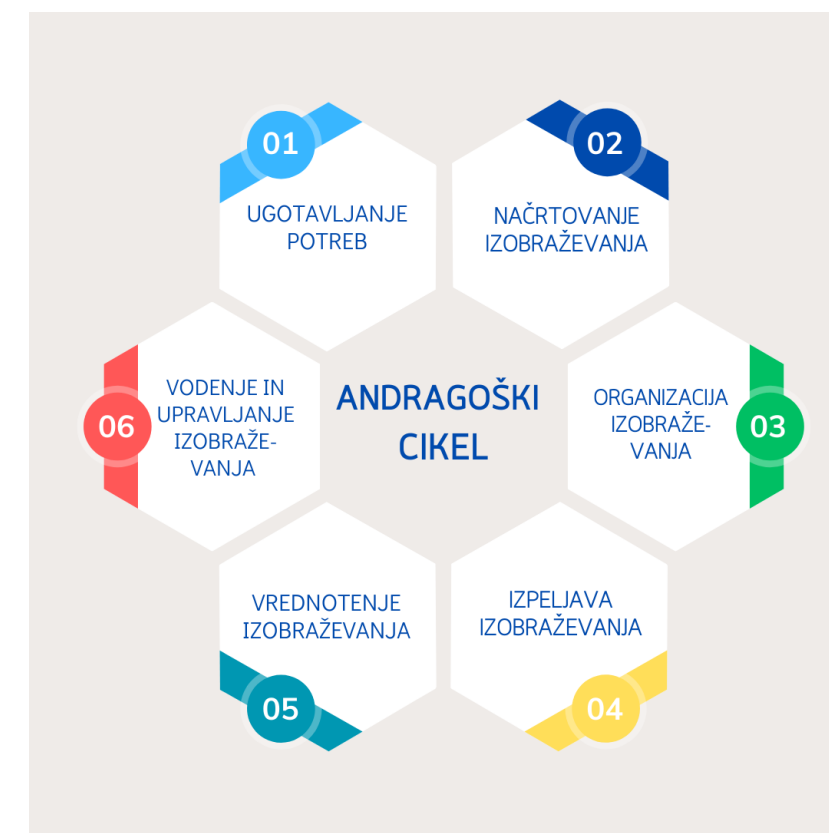 01
UGOTAVLJANJE
POTREB
02
NAČRTOVANJE
IZOBRAŽEVANJA
03
ORGANIZACIJA
IZOBRAŽE-
VANJA
04
IZPELJAVA
IZOBRAŽEVANJA
05
VREDNOTENJE
IZOBRAŽEVANJA
06
VODENJE IN
UPRAVLJANJE
IZOBRAŽE-
VANJA
ANDRAGOŠKI
CIKEL